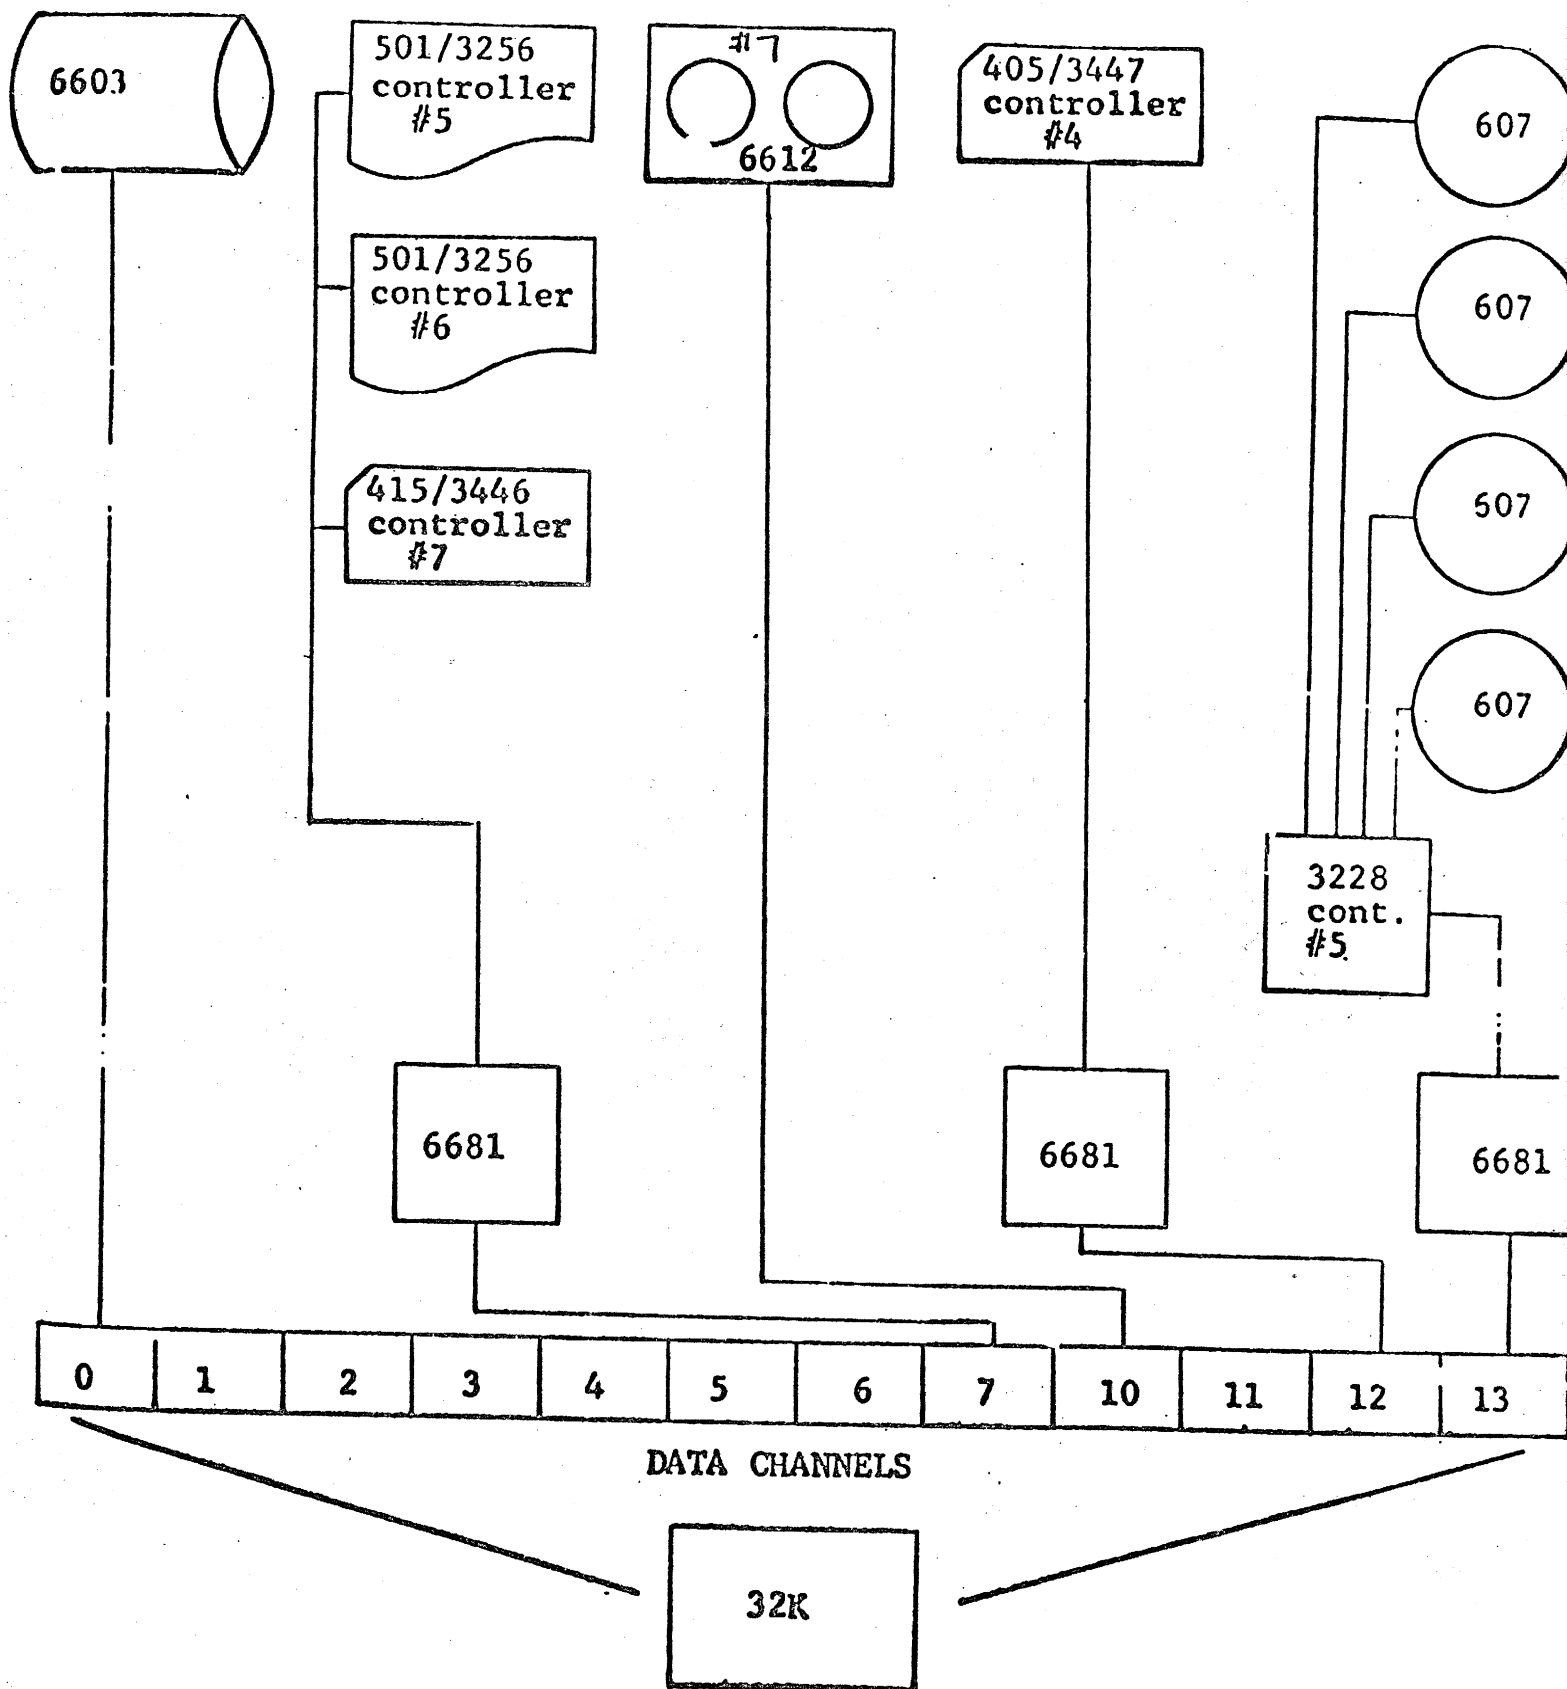 6603
501/3256
controller
#5
#7
6612
405/3447
controller
#4
607
501/3256
controller
#6
607
415/3446
controller
#7
607
607
3228
cont.
#5
6681
6681
6681
0 1 2 3 4 5 6 7 10 11 12 13
DATA CHANNELS
32K